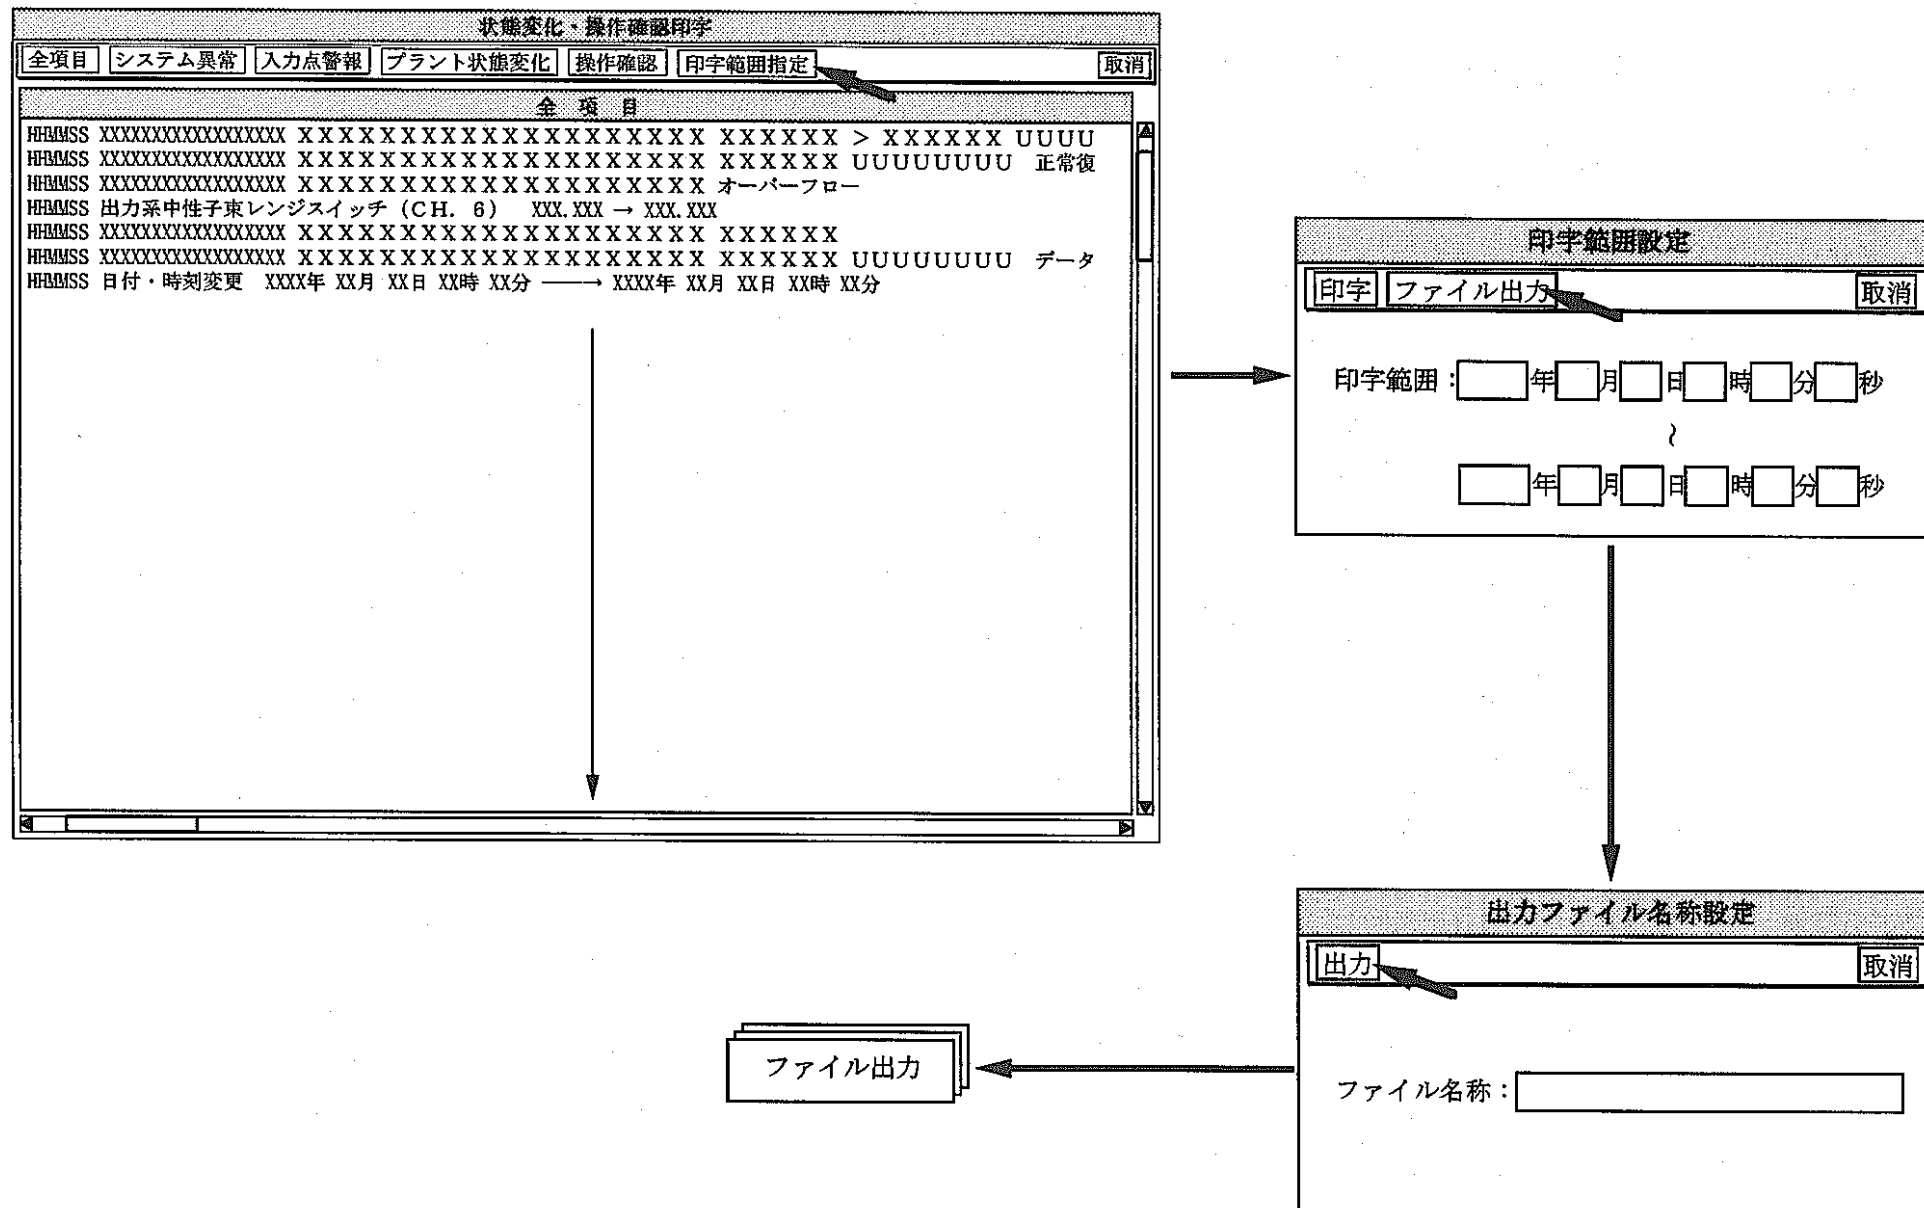 状態変化・操作確認印字
全項目 システム異常 入力点警報 プラント状態変化 操作確認 印字範囲指定 取消
全 項 目
HHMMSS XXXXXXXXXXXXXXXXXX XXXXXXXXXXXXXXXXXXXX XXXXXX > XXXXXX UUUU
HHMMSS XXXXXXXXXXXXXXXXXX XXXXXXXXXXXXXXXXXXXX XXXXXX UUUUUUUU 正常復
HHMMSS XXXXXXXXXXXXXXXXXX XXXXXXXXXXXXXXXXXXXX オーバーフロー
HHMMSS 出力系中性子束レンジスイッチ (CH. 6) XXX.XXX → XXX.XXX
HHMMSS XXXXXXXXXXXXXXXXXX XXXXXXXXXXXXXXXXXXXX XXXXXX
HHMMSS XXXXXXXXXXXXXXXXXX XXXXXXXXXXXXXXXXXXXX XXXXXX UUUUUUUU データ
HHMMSS 日付・時刻変更 XXXX年 XX月 XX日 XX時 XX分 ──→ XXXX年 XX月 XX日 XX時 XX分
印字範囲設定
印字 ファイル出力 取消
印字範囲: 年 月 日 時 分 秒
~
年 月 日 時 分 秒
出力ファイル名称設定
出力 取消
ファイル名称:
ファイル出力